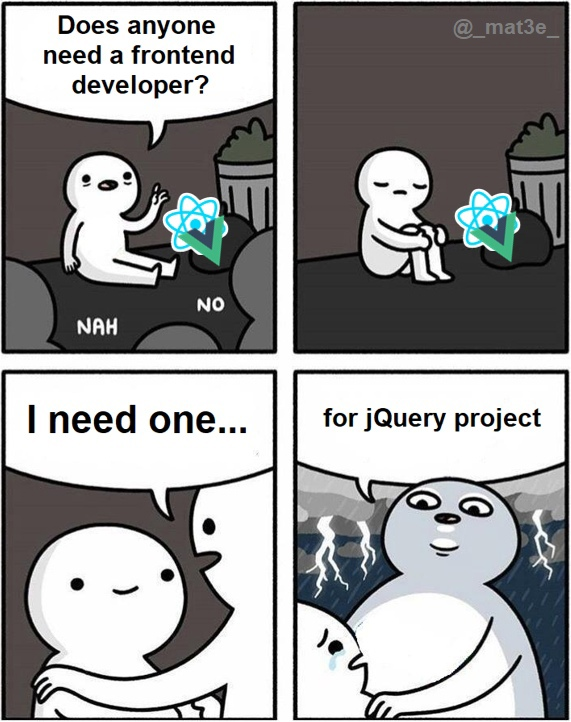 Does anyone
need a frontend
developer?
NAH
NO
@_mat3e_
I need one...
for jQuery project